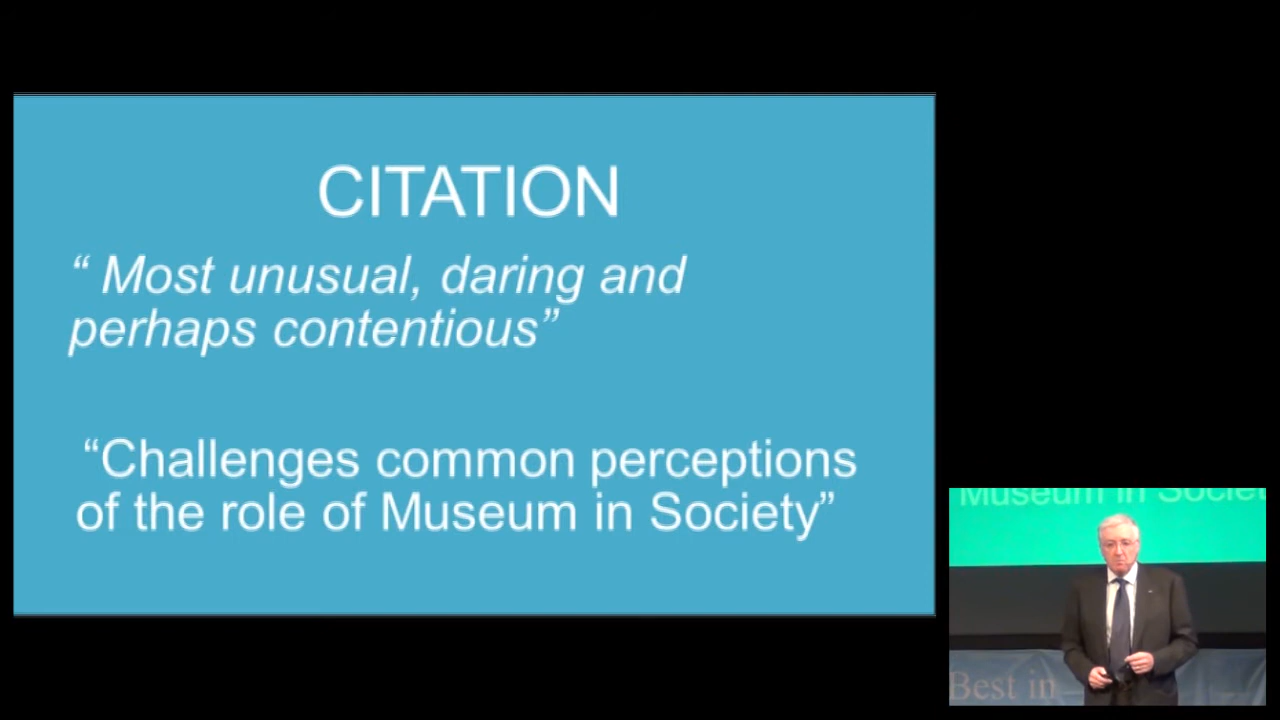 CITATION
“ Most unusual, daring and
perhaps contentious”
“Challenges common perceptions
of the role of Museum in Society”
Museum in Societ
Best in